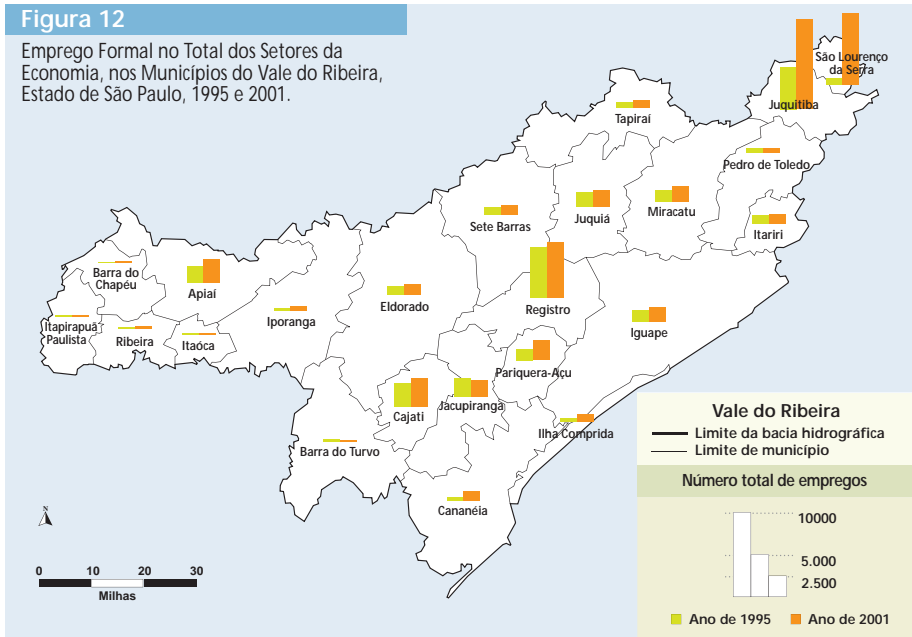 Figura 12
Emprego Formal no Total dos Setores da
Economia, nos Municípios do Vale do Ribeira,
Estado de São Paulo, 1995 e 2001.
São Lourenço
da Serra
Juquitiba
Tapiraí
Pedro de Toledo
Miracatu
Juquiá
Sete Barras
Itariri
Barra do
Chapéu
Apiaí
Eldorado
Registro
Iporanga
Iguape
Itapirapuã
Paulista
Ribeira
Itaóca
Pariquera-Açu
Cajati
Jacupiranga
Ilha Comprida
Barra do Turvo
Cananéia
N
0 10 20 30
Milhas
Vale do Ribeira
Limite da bacia hidrográfica
Limite de município
Número total de empregos
10000
5.000
2.500
Ano de 1995 Ano de 2001